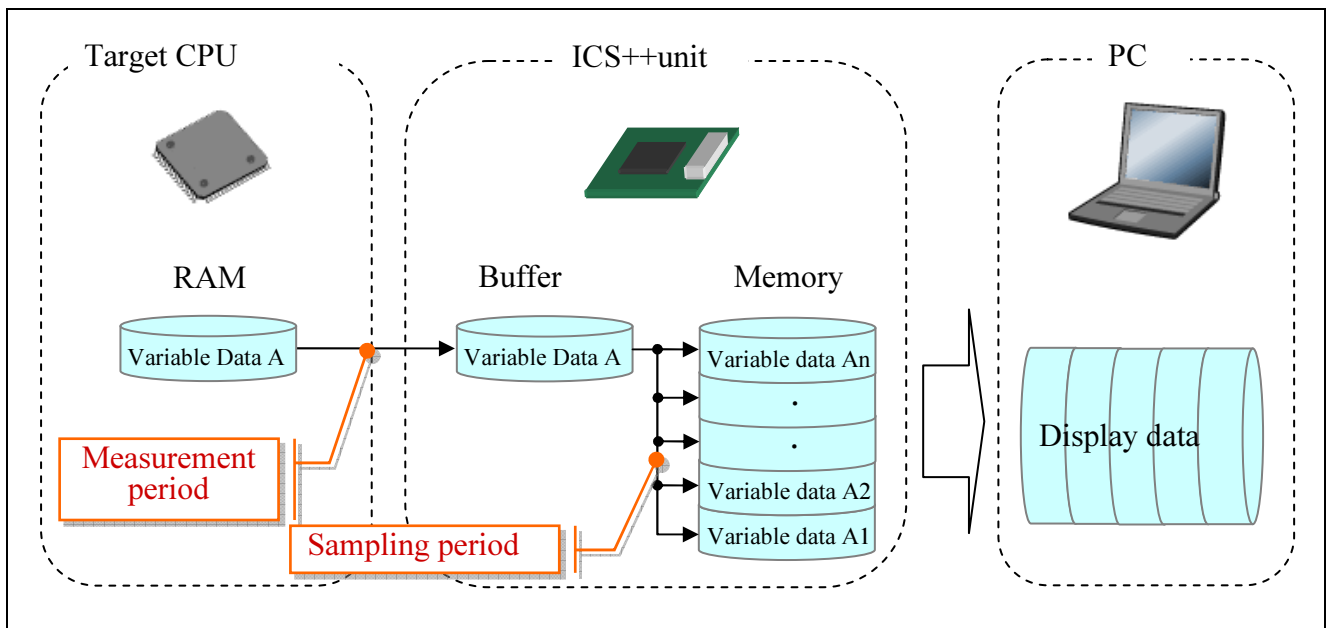 Target CPU
ICS++unit
PC
RAM
Buffer
Memory
Variable Data A
Variable Data A
Variable data An
.
.
Variable data A2
Variable data A1
Display data
Measurement
period
Sampling period